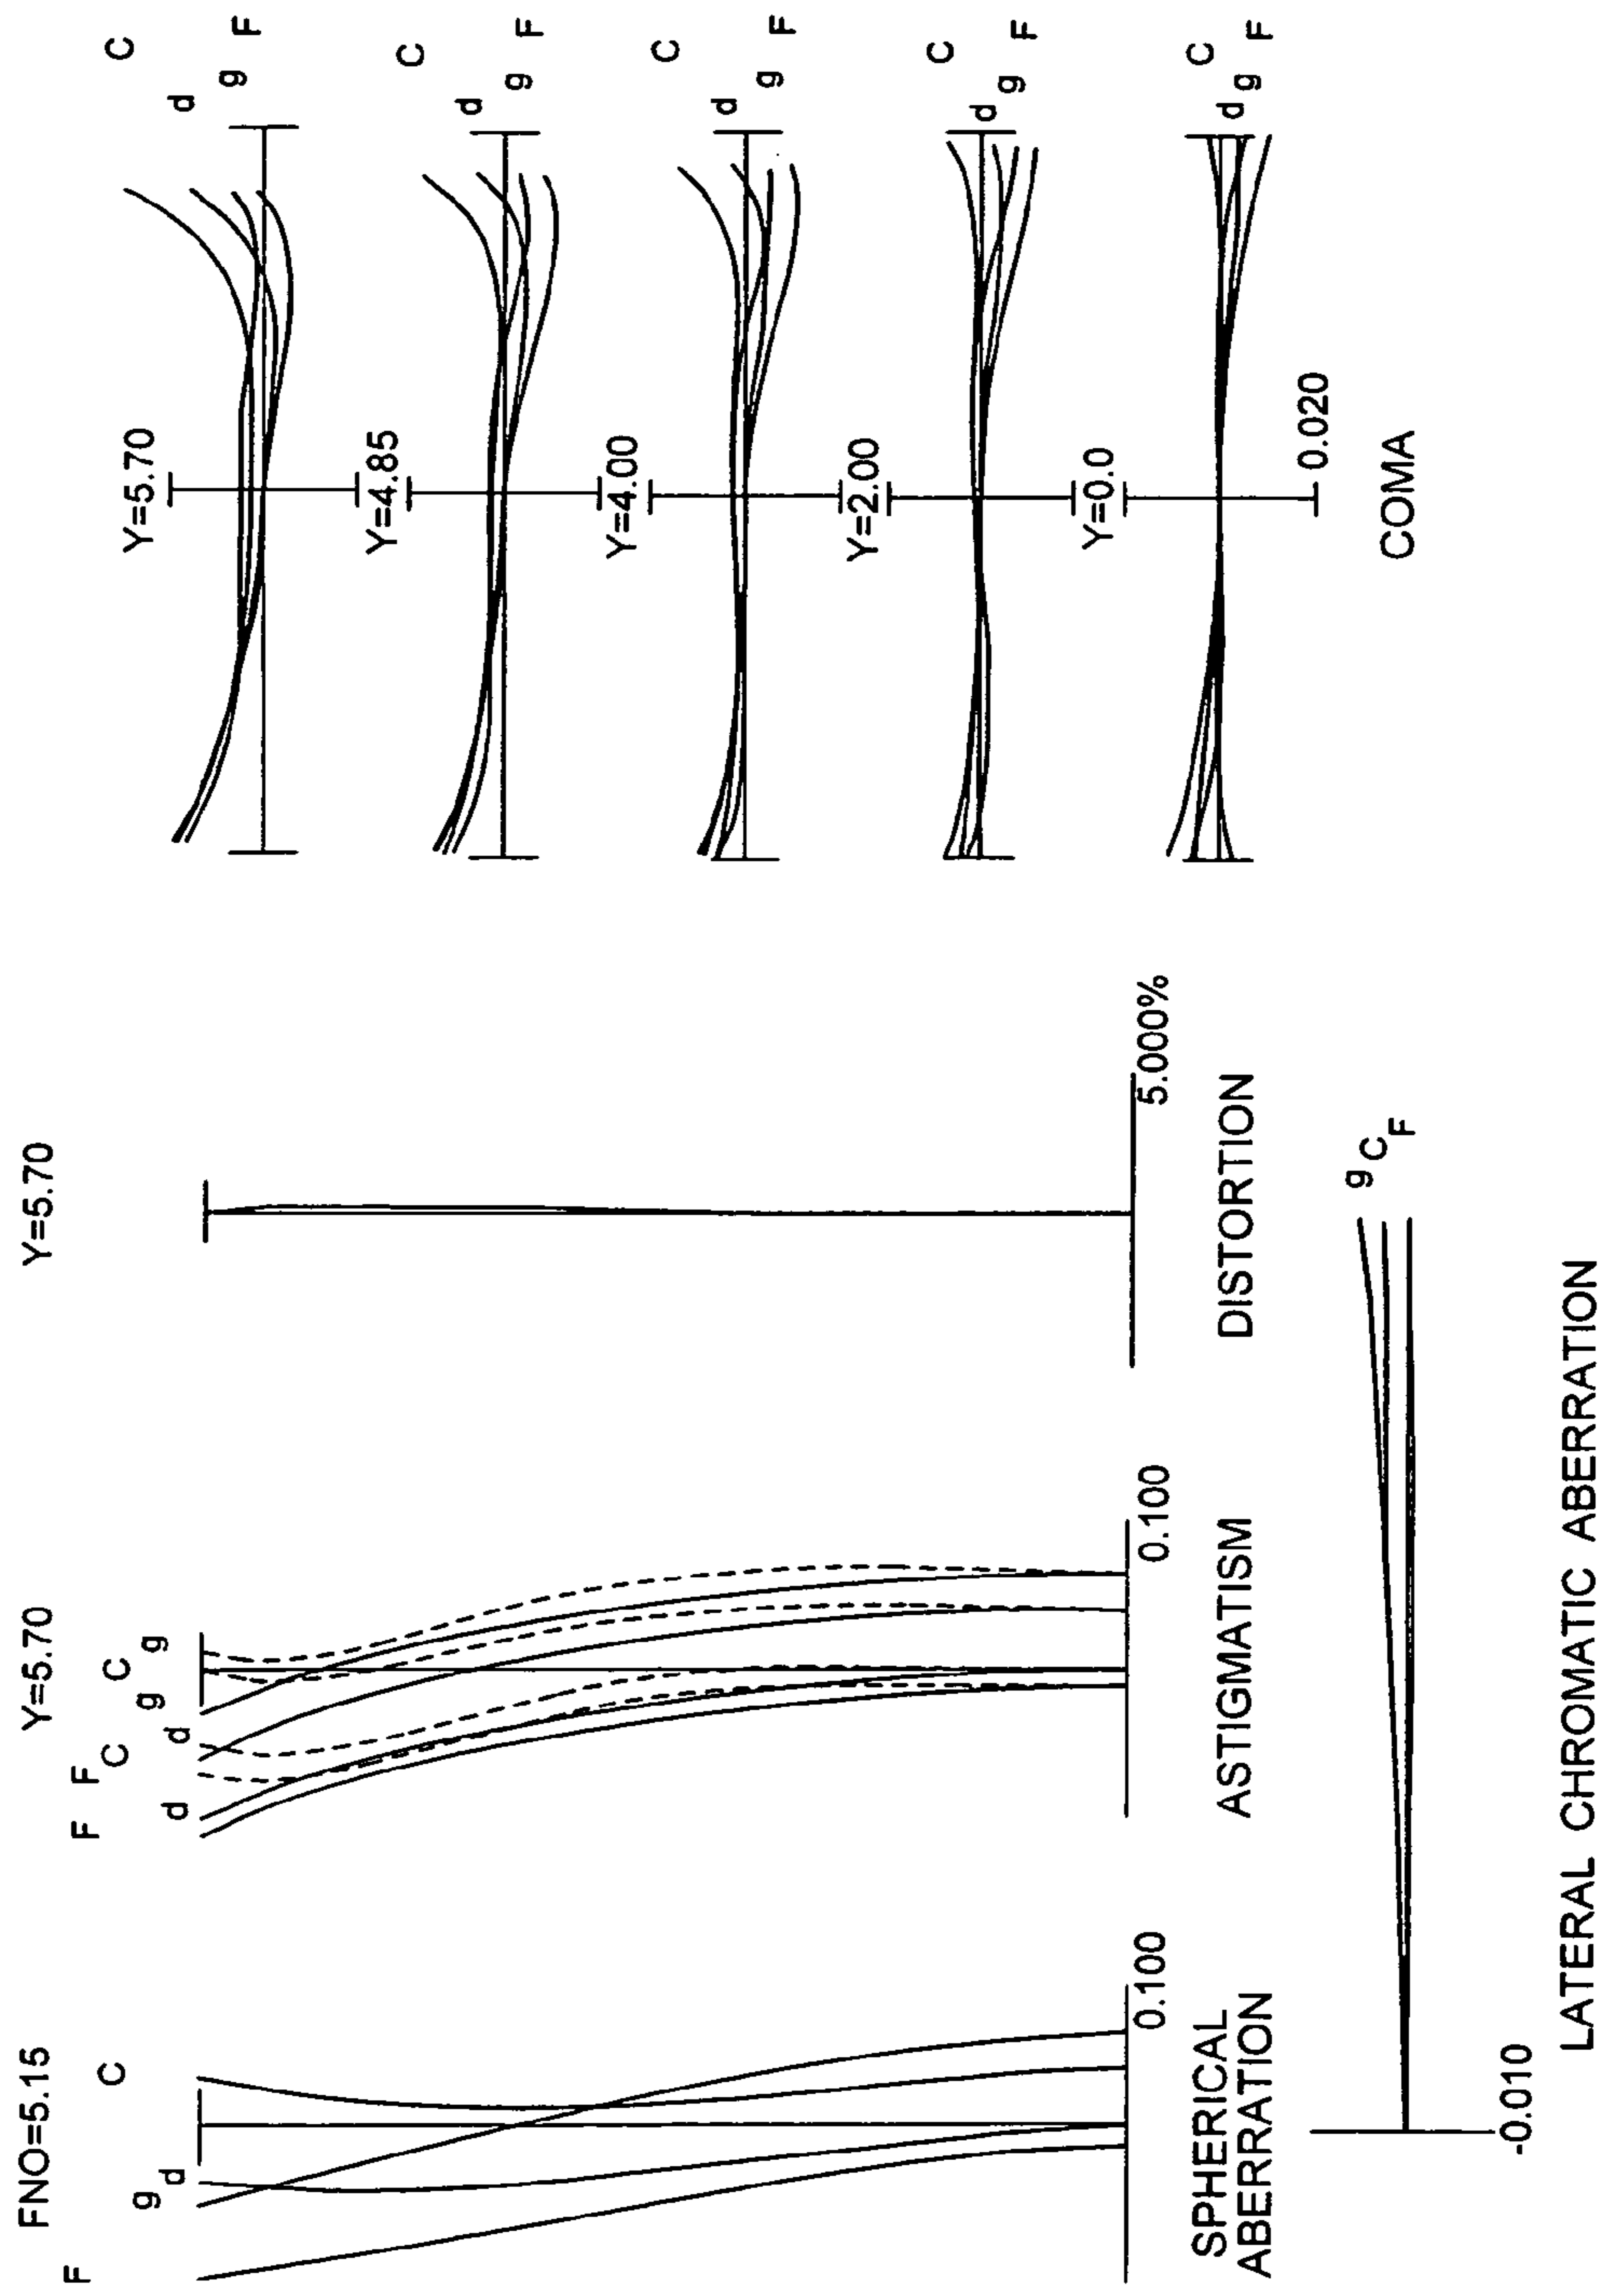 FNO=5.15
F
g
d
C
0.100
SPHERICAL
ABERRATION
Y=5.70
F
F
d
C
d
g
C
g
0.100
ASTIGMATISM
Y=5.70
5.000%
DISTORTION
Y=5.70
C
d
g
F
Y=4.85
C
d
g
F
Y=4.00
C
d
g
F
Y=2.00
C
d
g
F
Y=0.0
C
d
g
F
0.020
COMA
-0.010
g
C
F
LATERAL CHROMATIC ABERRATION